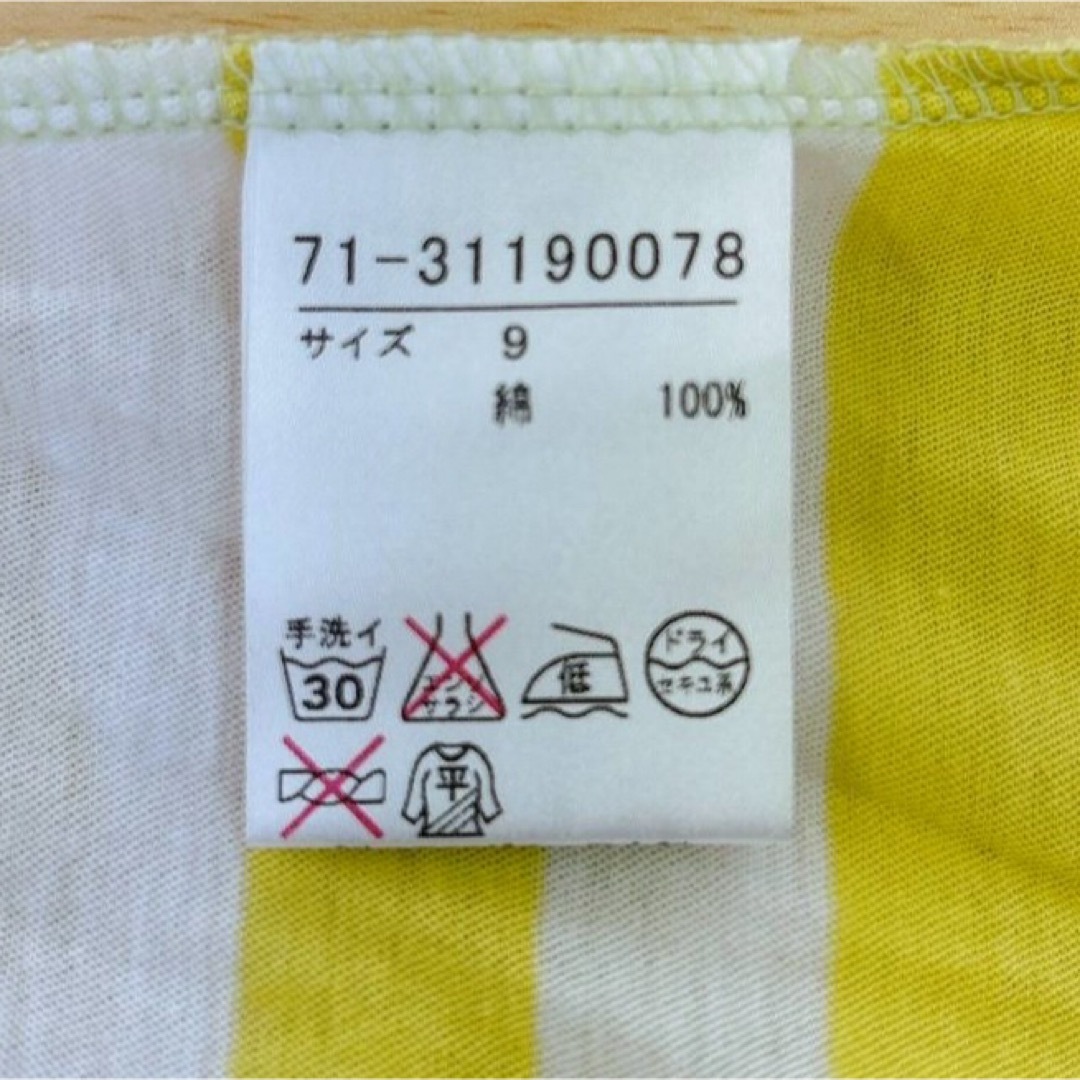 71-31190078
サイズ 9
綿 100%
手洗イ
30
エンソ
サラシ
低
ドライ
セキユ系
平